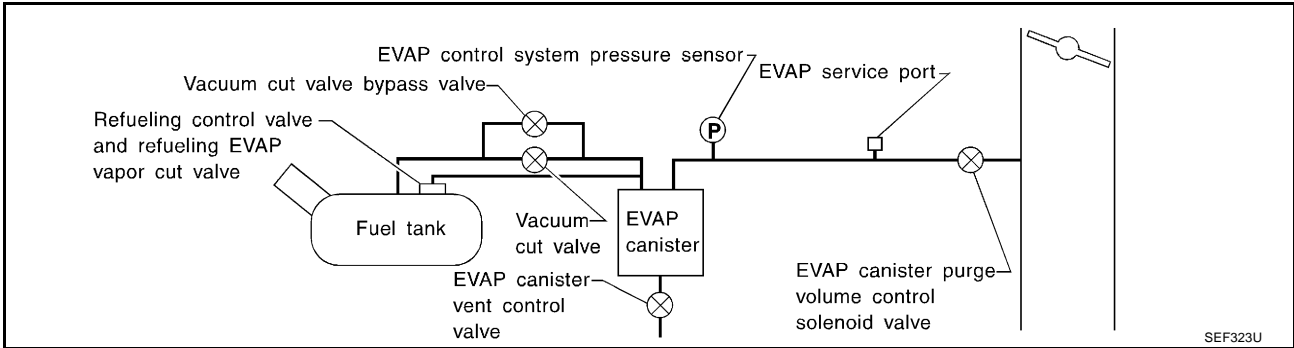 EVAP control system pressure sensor
EVAP service port
Vacuum cut valve bypass valve
Refueling control valve
and refueling EVAP
vapor cut valve
P
Fuel tank
Vacuum
cut valve
EVAP
canister
EVAP canister
vent control
valve
EVAP canister purge
volume control
solenoid valve
SEF323U